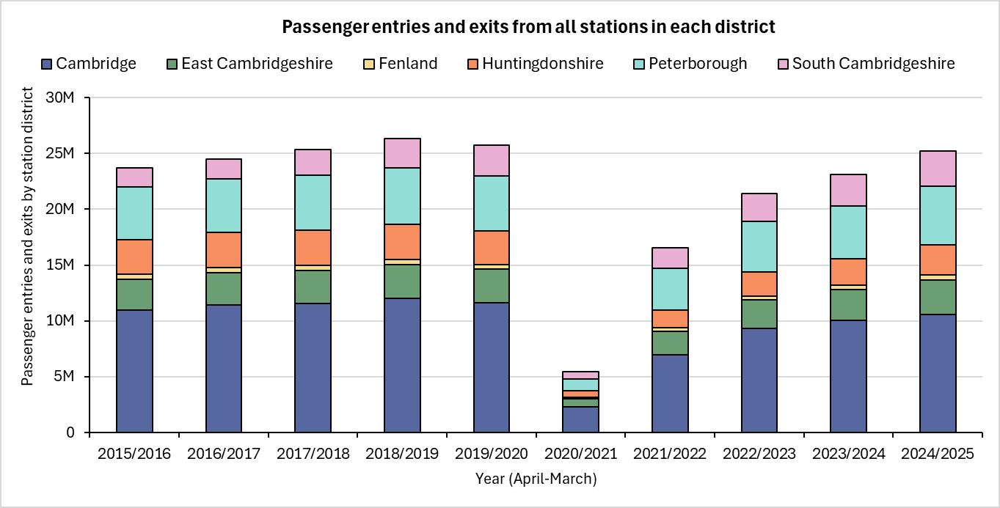 Passenger entries and exits from all stations in each district
Cambridge East Cambridgeshire Fenland Huntingdonshire Peterborough South Cambridgeshire
Passenger entries and exits by station district
30M
25M
20M
15M
10M
5M
0
2015/2016 2016/2017 2017/2018 2018/2019 2019/2020 2020/2021 2021/2022 2022/2023 2023/2024 2024/2025
Year (April-March)